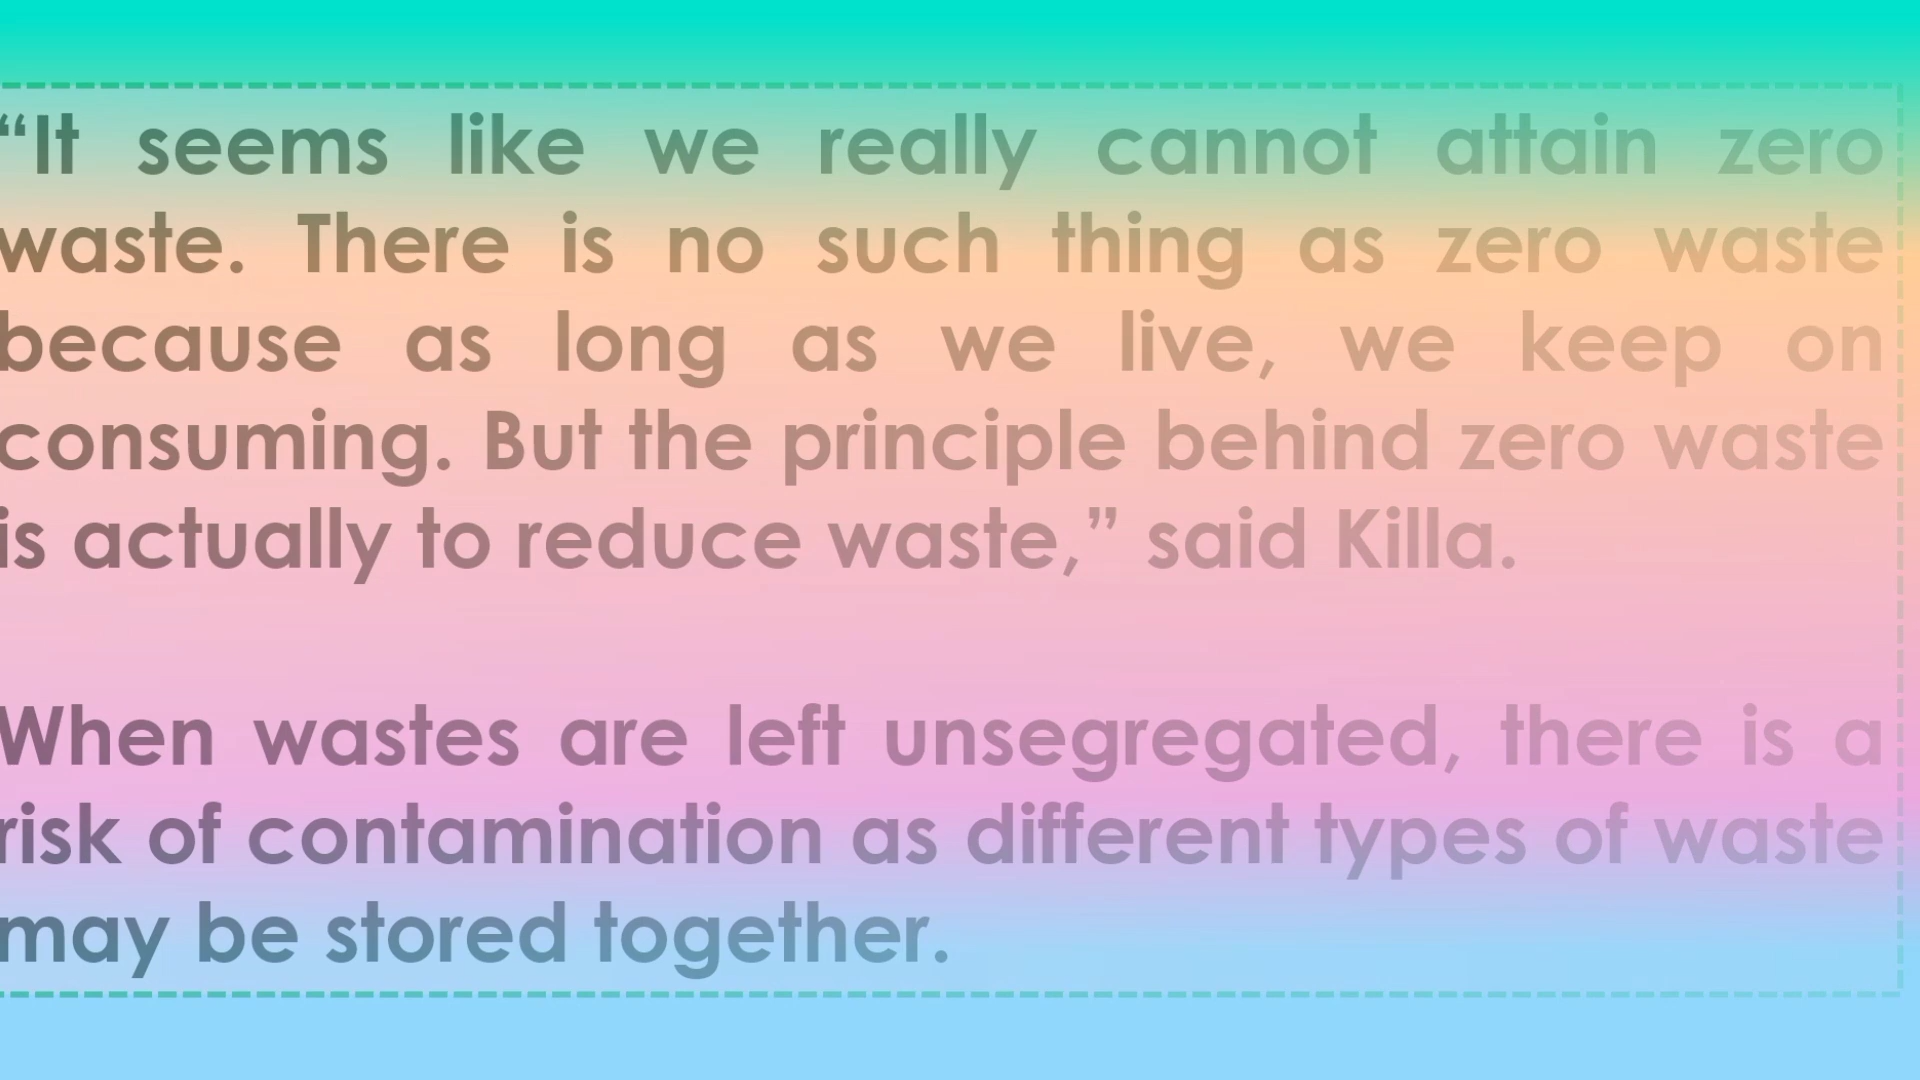 “It seems like we really cannot attain zero
waste. There is no such thing as zero waste
because as long as we live, we keep on
consuming. But the principle behind zero waste
is actually to reduce waste,” said Killa.
When wastes are left unsegregated, there is a
risk of contamination as different types of waste
may be stored together.